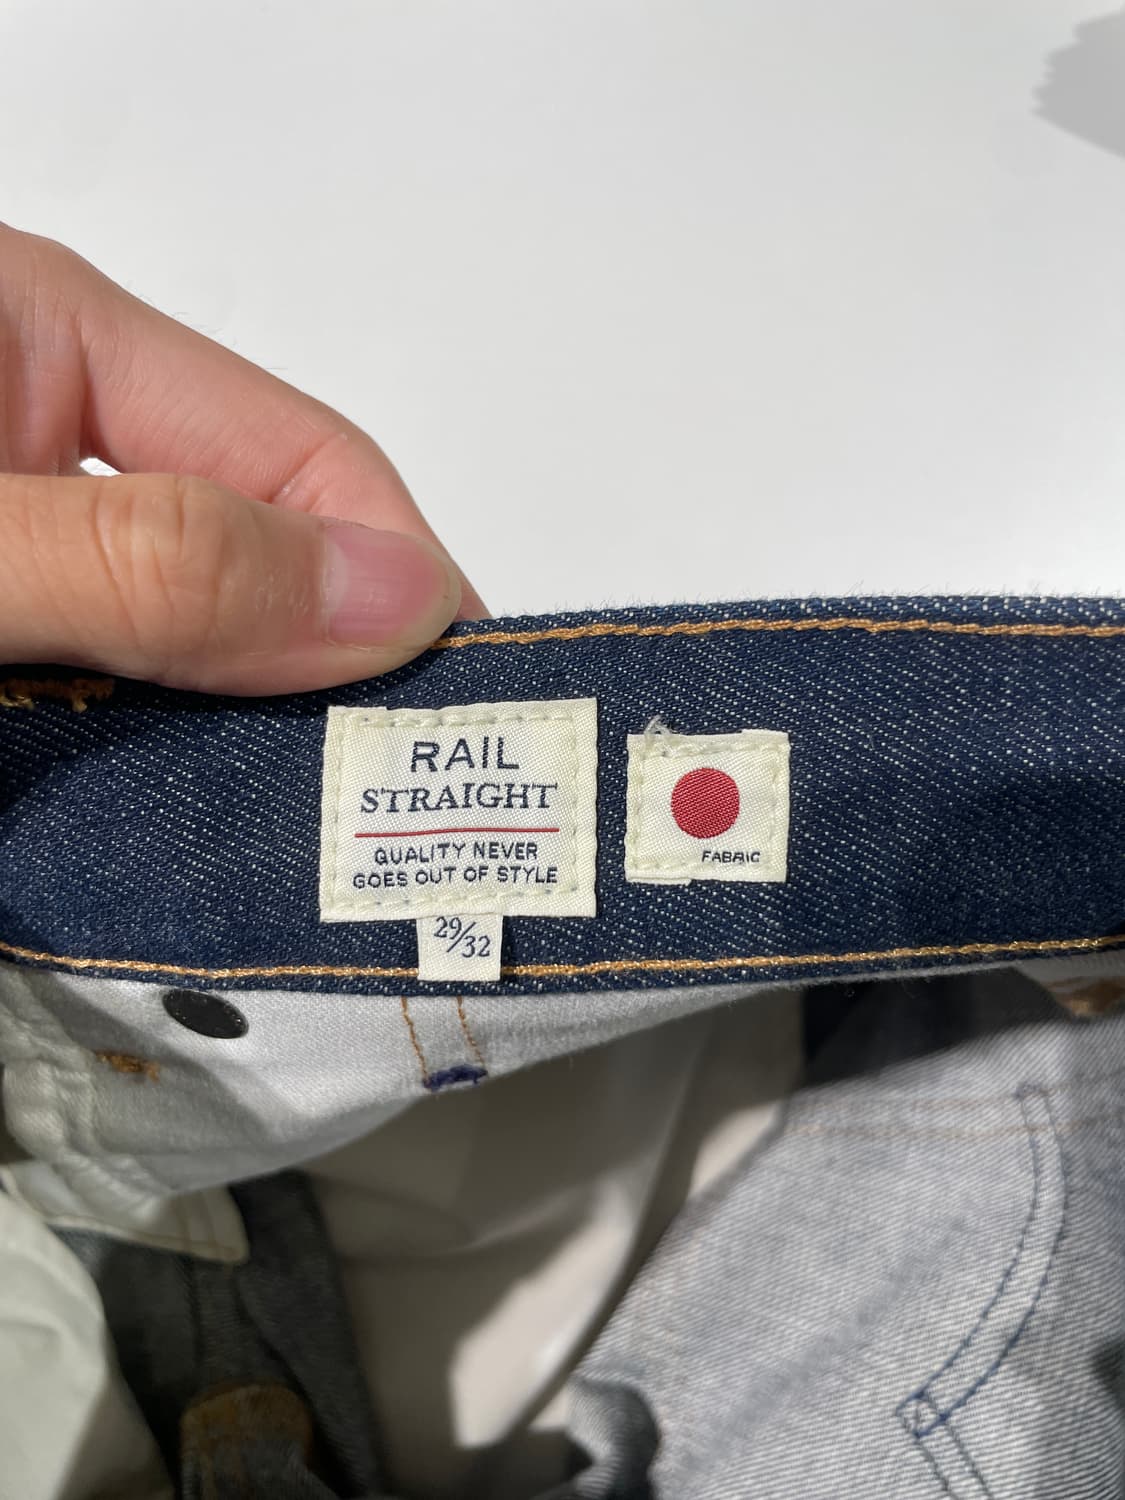 RAIL
STRAIGHT
QUALITY NEVER
GOES OUT OF STYLE
29/32
FABRIC